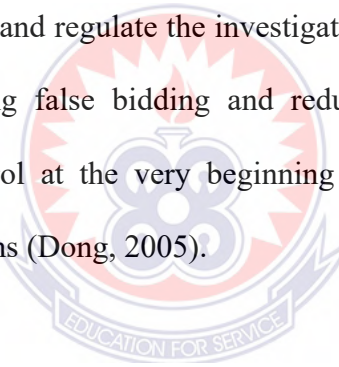 and regulate the investigat
g false bidding and redu
ol at the very beginning
ns (Dong, 2005).
EDUCATION FOR SERVICE